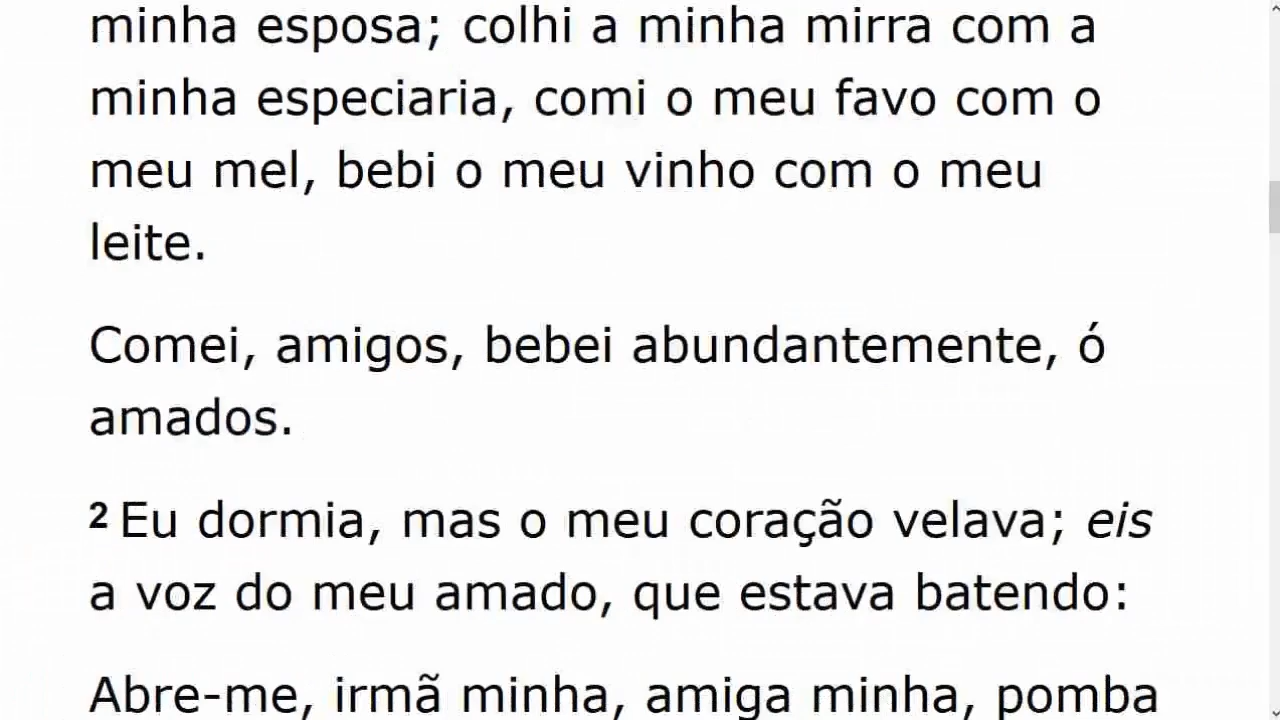 minha esposa; colhi a minha mirra com a
minha especiaria, comi o meu favo com o
meu mel, bebi o meu vinho com o meu
leite.
Comei, amigos, bebei abundantemente, ó
amados.
2 Eu dormia, mas o meu coração velava; eis
a voz do meu amado, que estava batendo:
Abre-me, irmã minha, amiga minha, pomba